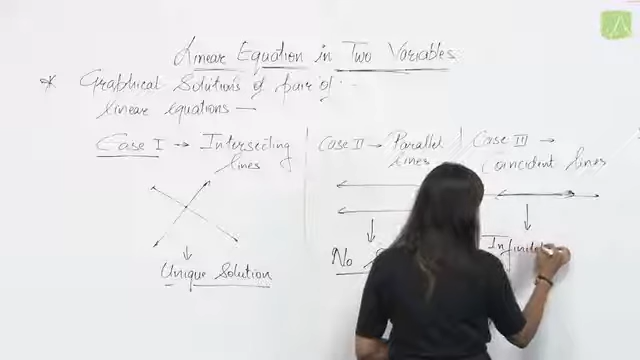 Linear Equation in Two Variables
* Graphical Solutions of pair of..
linear equations —
Case I → Intersecting lines
Unique Solution
Case II → Parallel lines
No
Case III → Coincident lines